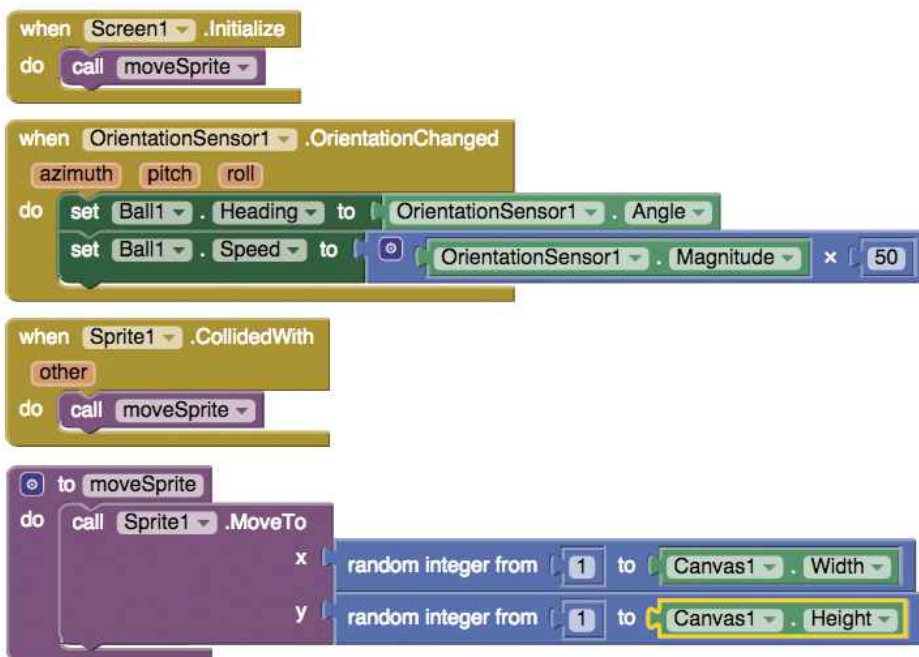 when Screen1 .Initialize
do call moveSprite
when OrientationSensor1 .OrientationChanged
azimuth pitch roll
do set Ball1 . Heading to OrientationSensor1 . Angle
set Ball1 . Speed to OrientationSensor1 . Magnitude × 50
when Sprite1 .CollidedWith
other
do call moveSprite
to moveSprite
do call Sprite1 .MoveTo
x random integer from 1 to Canvas1 . Width
y random integer from 1 to Canvas1 . Height